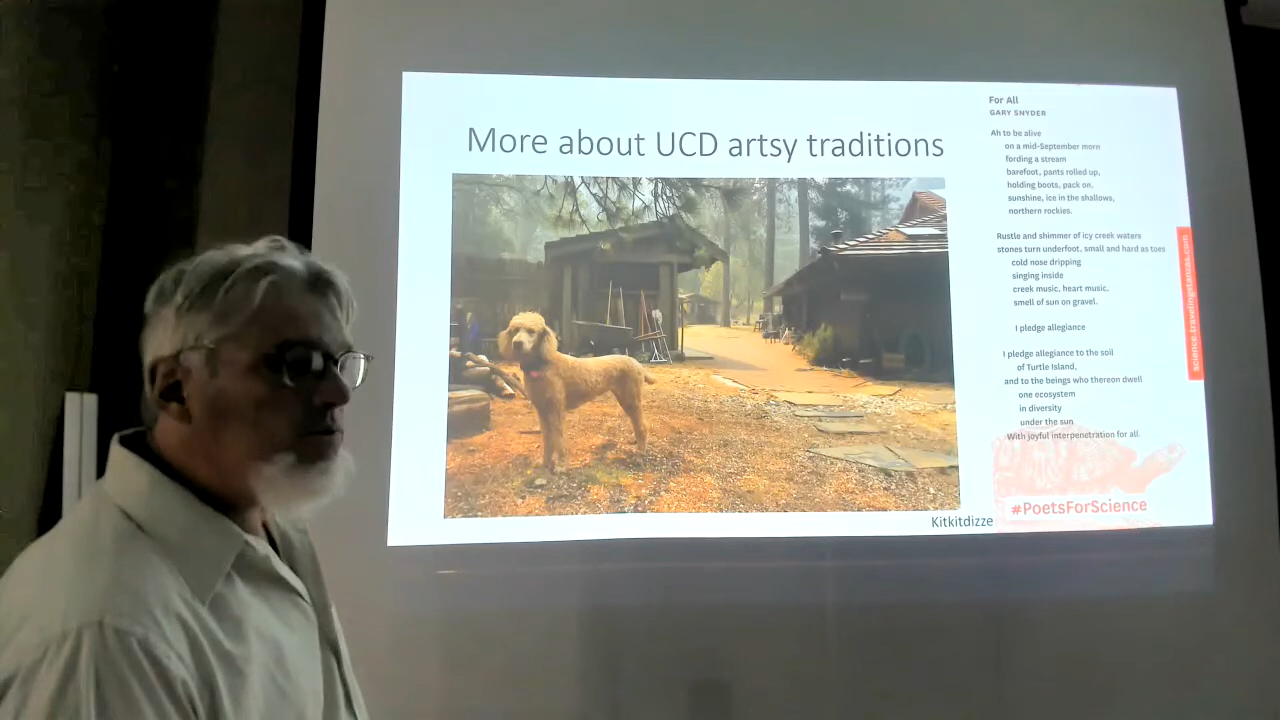 More about UCD artsy traditions
Kitkitdizze
For All
GARY SNYDER
Ah to be alive
on a mid-September morn
fording a stream
barefoot, pants rolled up,
holding boots, pack on,
sunshine, ice in the shallows,
northern rockies.
Rustle and shimmer of icy creek waters
stones turn underfoot, small and hard as toes
cold nose dripping
singing inside
creek music, heart music,
smell of sun on gravel.
I pledge allegiance
I pledge allegiance to the soil
of Turtle Island,
and to the beings who thereon dwell
one ecosystem
in diversity
under the sun
With joyful interpenetration for all.
#PoetsForScience
science.travelingstanzas.com